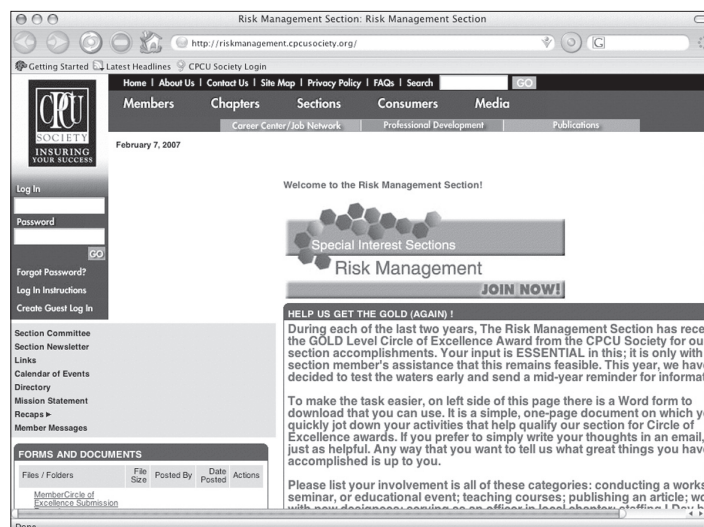 Risk Management Section: Risk Management Section
http://riskmanagement.cpcusociety.org/
G
Getting Started Latest Headlines CPCU Society Login
CPCU
SOCIETY
INSURING
YOUR SUCCESS
Home | About Us | Contact Us | Site Map | Privacy Policy | FAQs | Search GO
Members Chapters Sections Consumers Media
Career Center/Job Network Professional Development Publications
February 7, 2007
Log In
Password
GO
Forgot Password?
Log In Instructions
Create Guest Log In
Section Committee
Section Newsletter
Links
Calendar of Events
Directory
Mission Statement
Recaps ▸
Member Messages
FORMS AND DOCUMENTS
Files / Folders File Size Posted By Date Posted Actions
MemberCircle of
Excellence Submission
Welcome to the Risk Management Section!
Special Interest Sections
Risk Management
JOIN NOW!
HELP US GET THE GOLD (AGAIN) !
During each of the last two years, The Risk Management Section has rece
the GOLD Level Circle of Excellence Award from the CPCU Society for ou
section accomplishments. Your input is ESSENTIAL in this; it is only with
section member's assistance that this remains feasible. This year, we have
decided to test the waters early and send a mid-year reminder for informat
To make the task easier, on left side of this page there is a Word form to
download that you can use. It is a simple, one-page document on which y
quickly jot down your activities that help qualify our section for Circle of
Excellence awards. If you prefer to simply write your thoughts in an email,
just as helpful. Any way that you want to tell us what great things you have
accomplished is up to you.
Please list your involvement is all of these categories: conducting a works
seminar, or educational event; teaching courses; publishing an article; wo
with new designees; serving as an officer in local chapter; staffing I Day b
Done